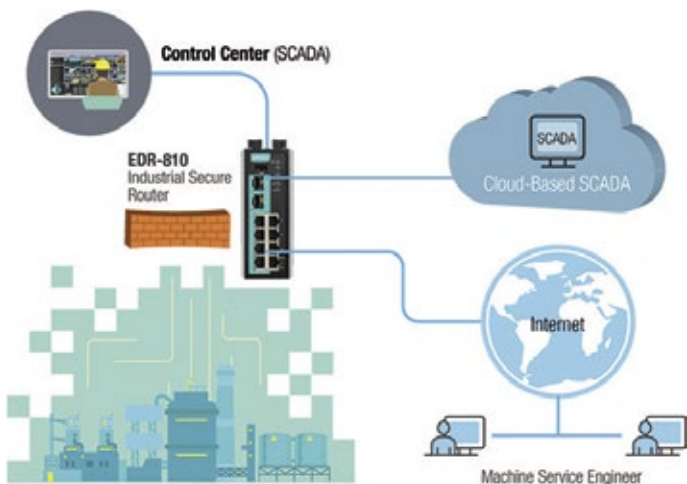 Control Center (SCADA)
EDR-810
Industrial Secure
Router
SCADA
Cloud-Based SCADA
Internet
Machine Service Engineer